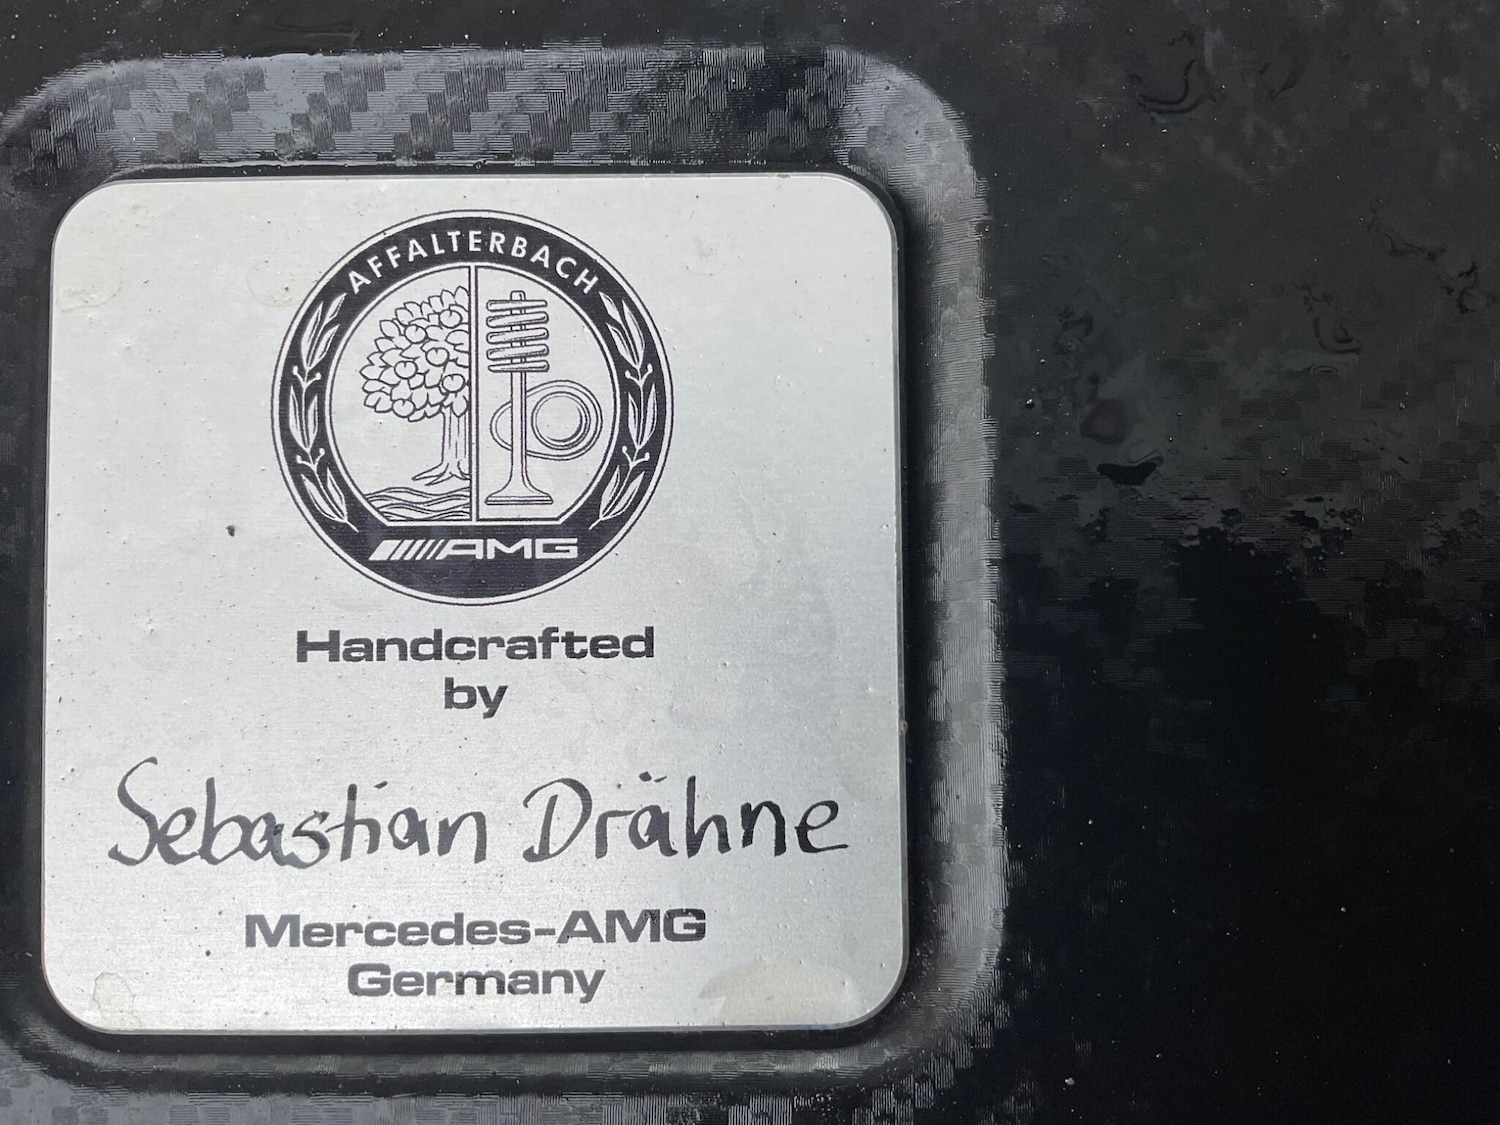 AFFALTERBACH
AMG
Handcrafted
by
Sebastian Drähne
Mercedes-AMG
Germany